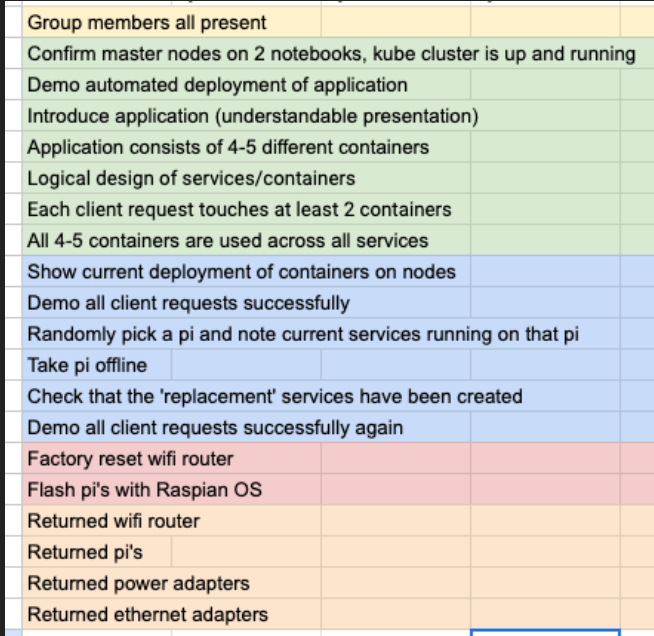 Group members all present
Confirm master nodes on 2 notebooks, kube cluster is up and running
Demo automated deployment of application
Introduce application (understandable presentation)
Application consists of 4-5 different containers
Logical design of services/containers
Each client request touches at least 2 containers
All 4-5 containers are used across all services
Show current deployment of containers on nodes
Demo all client requests successfully
Randomly pick a pi and note current services running on that pi
Take pi offline
Check that the 'replacement' services have been created
Demo all client requests successfully again
Factory reset wifi router
Flash pi's with Raspian OS
Returned wifi router
Returned pi's
Returned power adapters
Returned ethernet adapters